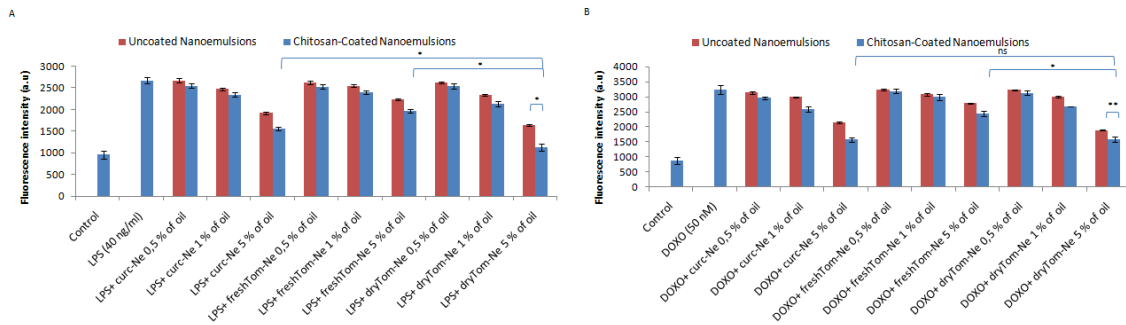 A
Uncoated Nanoemulsions
Chitosan-Coated Nanoemulsions
*
*
*
Fluorescence intensity (a.u)
3000
2500
2000
1500
1000
500
0
Control
LPS (40 ng/ml)
LPS+ curc-Ne 0,5 % of oil
LPS+ curc-Ne 1 % of oil
LPS+ curc-Ne 5 % of oil
LPS+ freshTom-Ne 0,5 % of oil
LPS+ freshTom-Ne 1 % of oil
LPS+ freshTom-Ne 5 % of oil
LPS+ dryTom-Ne 0,5 % of oil
LPS+ dryTom-Ne 1 % of oil
LPS+ dryTom-Ne 5 % of oil
B
Uncoated Nanoemulsions
Chitosan-Coated Nanoemulsions
ns
*
**
Fluorescence intensity (a.u)
4000
3500
3000
2500
2000
1500
1000
500
0
Control
DOXO (50 nM)
DOXO+ curc-Ne 0,5 % of oil
DOXO+ curc-Ne 1 % of oil
DOXO+ curc-Ne 5 % of oil
DOXO+ freshTom-Ne 0,5 % of oil
DOXO+ freshTom-Ne 1 % of oil
DOXO+ freshTom-Ne 5 % of oil
DOXO+ dryTom-Ne 0,5 % of oil
DOXO+ dryTom-Ne 1 % of oil
DOXO+ dryTom-Ne 5 % of oil